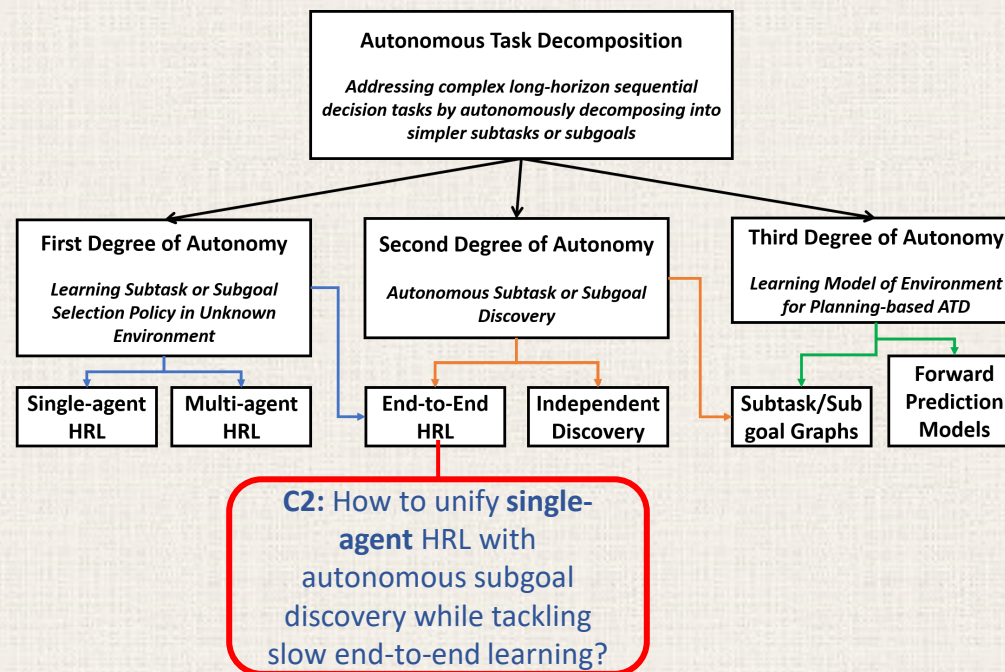 Autonomous Task Decomposition
Addressing complex long-horizon sequential
decision tasks by autonomously decomposing into
simpler subtasks or subgoals
First Degree of Autonomy
Learning Subtask or Subgoal
Selection Policy in Unknown
Environment
Second Degree of Autonomy
Autonomous Subtask or Subgoal
Discovery
Third Degree of Autonomy
Learning Model of Environment
for Planning-based ATD
Single-agent
HRL
Multi-agent
HRL
End-to-End
HRL
Independent
Discovery
Subtask/Sub
goal Graphs
Forward
Prediction
Models
C2: How to unify single-
agent HRL with
autonomous subgoal
discovery while tackling
slow end-to-end learning?